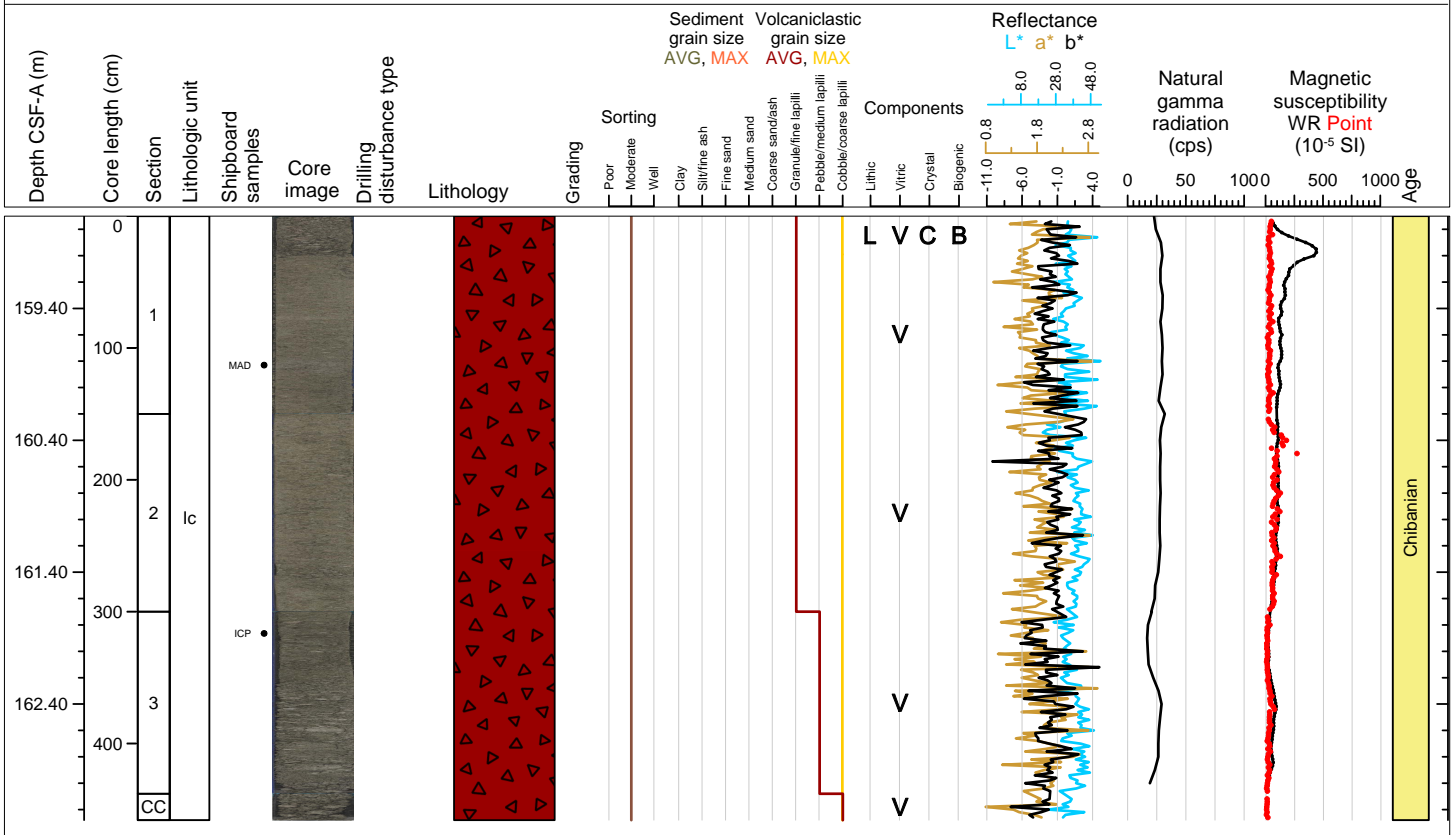 Depth CSF-A (m)
Core length (cm)
Section
Lithologic unit
Shipboard
samples
Core
image
Drilling
disturbance type
Lithology
Grading
Sorting
Poor
Moderate
Well
Sediment
grain size
AVG, MAX
Volcaniclastic
grain size
AVG, MAX
Clay
Silt/fine ash
Fine sand
Medium sand
Coarse sand/ash
Granule/fine lapilli
Pebble/medium lapilli
Cobble/coarse lapilli
Components
Lithic
Vitric
Crystal
Biogenic
Reflectance
L* a* b*
8.0 28.0 48.0
0.8 1.8 2.8
-11.0 -6.0 -1.0 4.0
Natural
gamma
radiation
(cps)
0 50 100
Magnetic
susceptibility
WR Point
(10-5 SI)
0 500 1000
Age
0
100
200
300
400
159.40
160.40
161.40
162.40
1
2
3
CC
Ic
MAD
ICP
L V C B
V
V
V
V
Chibanian